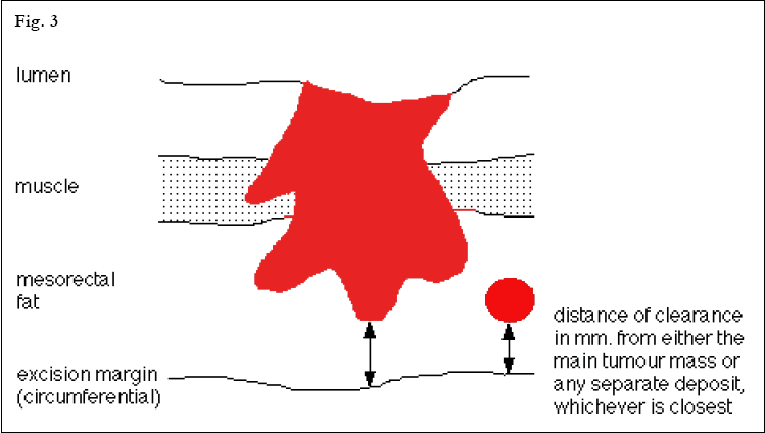 Fig. 3
lumen
muscle
mesorectal
fat
distance of clearance
in mm. from either the
main tumour mass or
any separate deposit,
whichever is closest
excision margin
(circumferential)